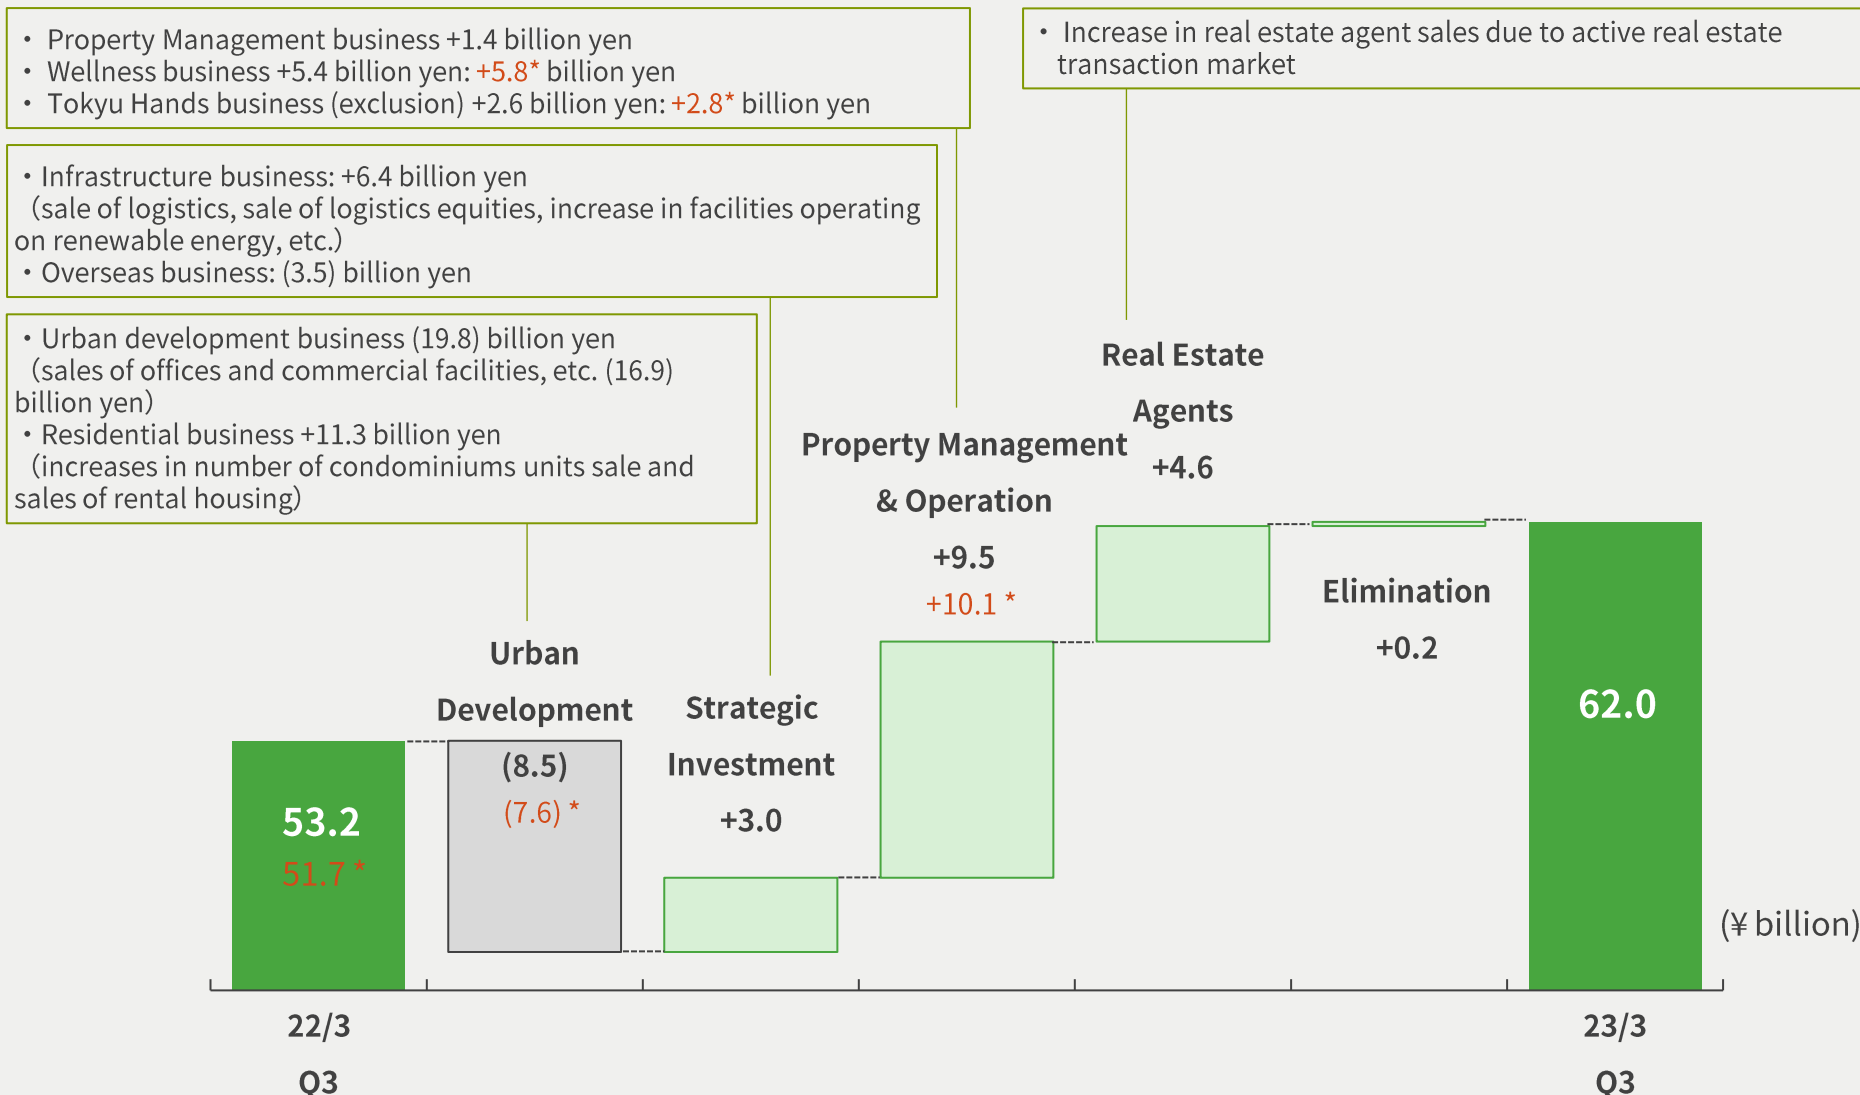 ・ Property Management business +1.4 billion yen
・ Wellness business +5.4 billion yen: +5.8* billion yen
・ Tokyu Hands business (exclusion) +2.6 billion yen: +2.8* billion yen
・ Increase in real estate agent sales due to active real estate
transaction market
・Infrastructure business: +6.4 billion yen
（sale of logistics, sale of logistics equities, increase in facilities operating
on renewable energy, etc.）
・Overseas business: (3.5) billion yen
・Urban development business (19.8) billion yen
（sales of offices and commercial facilities, etc. (16.9)
billion yen）
・Residential business +11.3 billion yen
（increases in number of condominiums units sale and
sales of rental housing）
Real Estate
Agents
+4.6
Property Management
& Operation
+9.5
+10.1 *
Elimination
+0.2
Urban
Development
(8.5)
(7.6) *
Strategic
Investment
+3.0
53.2
51.7 *
62.0
(¥ billion)
22/3
Q3
23/3
Q3